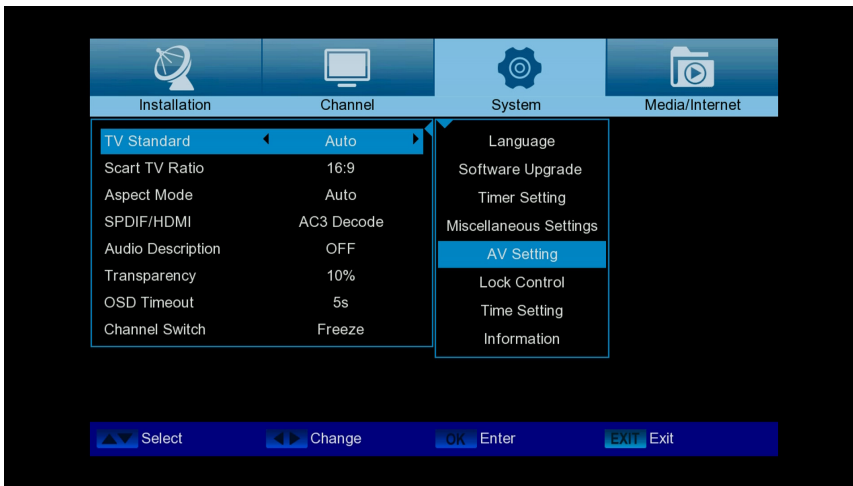 Installation Channel System Media/Internet
TV Standard Auto
Scart TV Ratio 16:9
Aspect Mode Auto
SPDIF/HDMI AC3 Decode
Audio Description OFF
Transparency 10%
OSD Timeout 5s
Channel Switch Freeze
Language
Software Upgrade
Timer Setting
Miscellaneous Settings
AV Setting
Lock Control
Time Setting
Information
Select Change OK Enter EXIT Exit